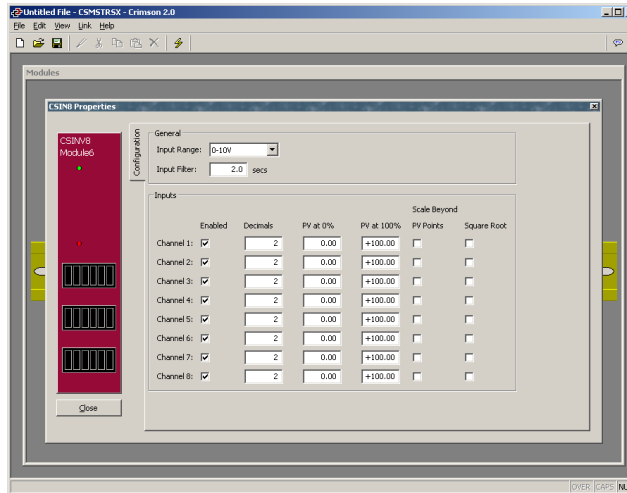 Untitled File - CSMSTRSX - Crimson 2.0
File Edit View Link Help
Modules
CSIN8 Properties
CSINV8
Module6
Configuration
General
Input Range: 0-10V
Input Filter: 2.0 secs
Inputs
Scale Beyond
Enabled Decimals PV at 0% PV at 100% PV Points Square Root
Channel 1: 2 0.00 +100.00
Channel 2: 2 0.00 +100.00
Channel 3: 2 0.00 +100.00
Channel 4: 2 0.00 +100.00
Channel 5: 2 0.00 +100.00
Channel 6: 2 0.00 +100.00
Channel 7: 2 0.00 +100.00
Channel 8: 2 0.00 +100.00
Close
OVER CAPS NU